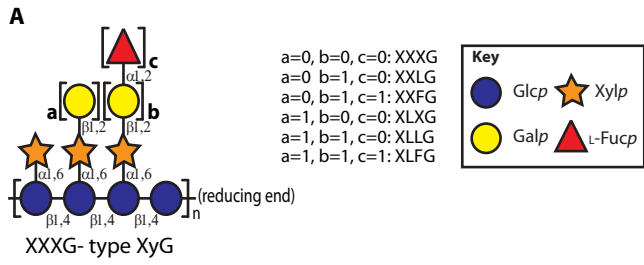 A
c
α1,2
a b
β1,2 β1,2
α1,6 α1,6 α1,6
n (reducing end)
β1,4 β1,4 β1,4
XXXG- type XyG
a=0, b=0, c=0: XXXG
a=0 b=1, c=0: XXLG
a=0, b=1, c=1: XXFG
a=1, b=0, c=0: XLXG
a=1, b=1, c=0: XLLG
a=1, b=1, c=1: XLFG
Key
Glcp Xylp
Galp L-Fucp